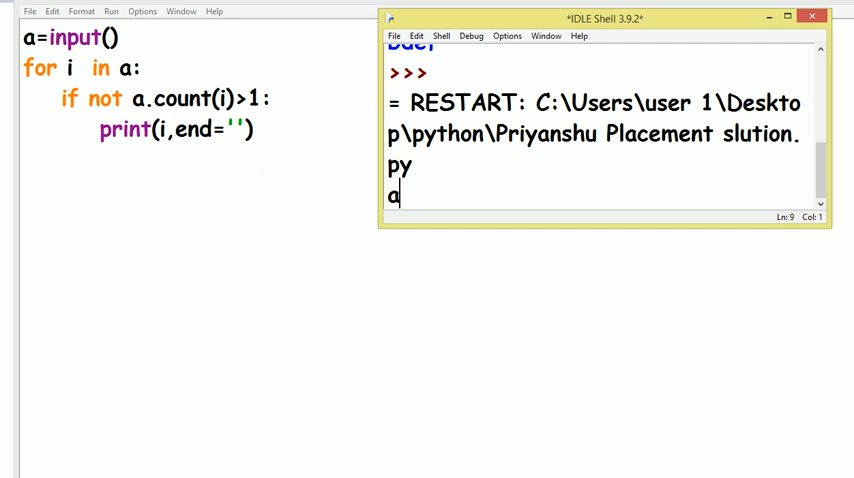 File Edit Format Run Options Window Help
a=input()
for i in a:
if not a.count(i)>1:
print(i,end='')
*IDLE Shell 3.9.2*
File Edit Shell Debug Options Window Help
>>>
= RESTART: C:\Users\user 1\Deskto
p\python\Priyanshu Placement slution.
py
a
Ln: 9 Col: 1